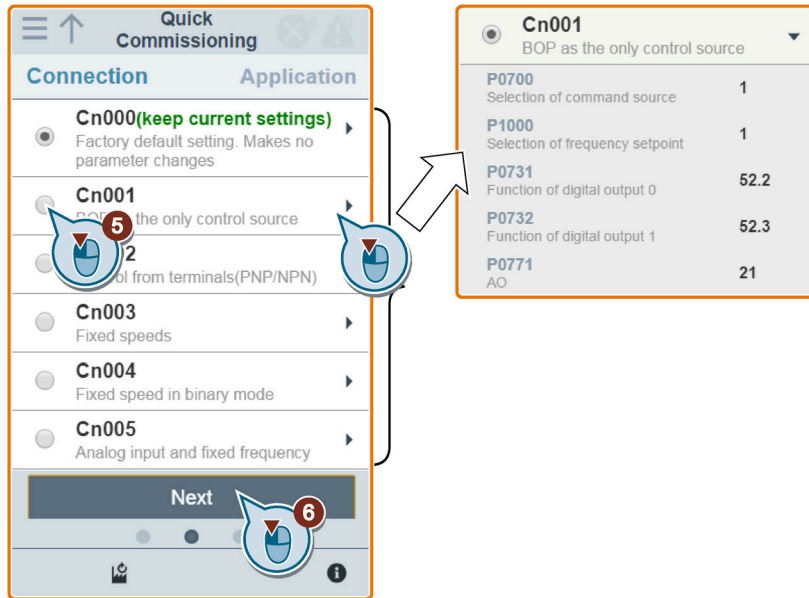 Quick
Commissioning
Connection Application
Cn000(keep current settings)
Factory default setting. Makes no
parameter changes
Cn001
the only control source
5
2
from terminals(PNP/NPN)
Cn003
Fixed speeds
Cn004
Fixed speed in binary mode
Cn005
Analog input and fixed frequency
Next
6
Cn001
BOP as the only control source
P0700
Selection of command source
1
P1000
Selection of frequency setpoint
1
P0731
Function of digital output 0
52.2
P0732
Function of digital output 1
52.3
P0771
AO
21